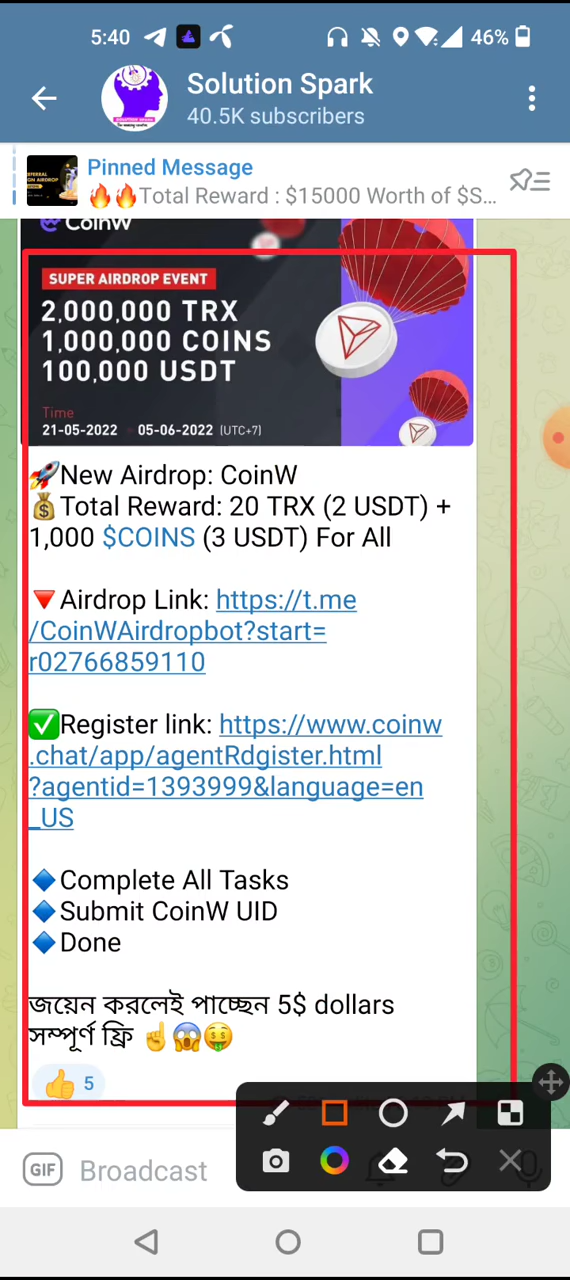 5:40
46%
Solution Spark
40.5K subscribers
Pinned Message
🔥🔥Total Reward : $15000 Worth of $S...
CoinW
SUPER AIRDROP EVENT
2,000,000 TRX
1,000,000 COINS
100,000 USDT
Time
21-05-2022 05-06-2022 (UTC+7)
🚀New Airdrop: CoinW
💰Total Reward: 20 TRX (2 USDT) +
1,000 $COINS (3 USDT) For All
🔻Airdrop Link: https://t.me
/CoinWAirdropbot?start=
r02766859110
✅Register link: https://www.coinw
.chat/app/agentRdgister.html
?agentid=1393999&language=en
_US
🔷Complete All Tasks
🔷Submit CoinW UID
🔷Done
জয়েন করলেই পাচ্ছেন 5$ dollars
সম্পূর্ণ ফ্রি ☝️😱🤑
👍 5
GIF Broadcast